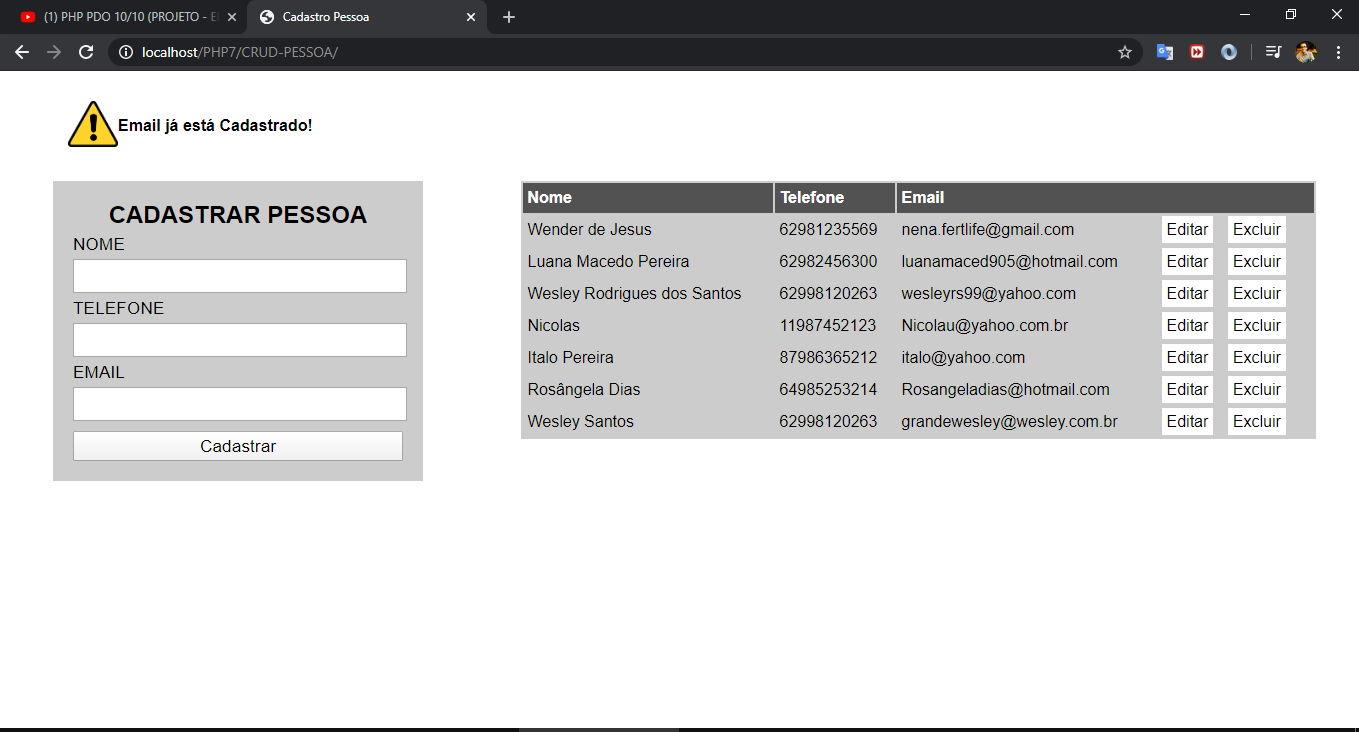 (1) PHP PDO 10/10 (PROJETO -
Cadastro Pessoa
localhost/PHP7/CRUD-PESSOA/
Email já está Cadastrado!
CADASTRAR PESSOA
NOME
TELEFONE
EMAIL
Cadastrar
Nome Telefone Email
Wender de Jesus 62981235569 nena.fertlife@gmail.com Editar Excluir
Luana Macedo Pereira 62982456300 luanamaced905@hotmail.com Editar Excluir
Wesley Rodrigues dos Santos 62998120263 wesleyrs99@yahoo.com Editar Excluir
Nicolas 11987452123 Nicolau@yahoo.com.br Editar Excluir
Italo Pereira 87986365212 italo@yahoo.com Editar Excluir
Rosângela Dias 64985253214 Rosangeladias@hotmail.com Editar Excluir
Wesley Santos 62998120263 grandewesley@wesley.com.br Editar Excluir